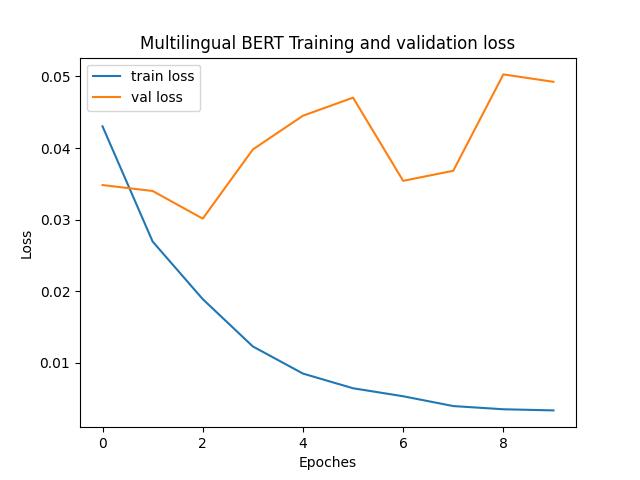 Multilingual BERT Training and validation loss
train loss
val loss
0.05
0.04
0.03
0.02
0.01
Loss
0 2 4 6 8
Epoches